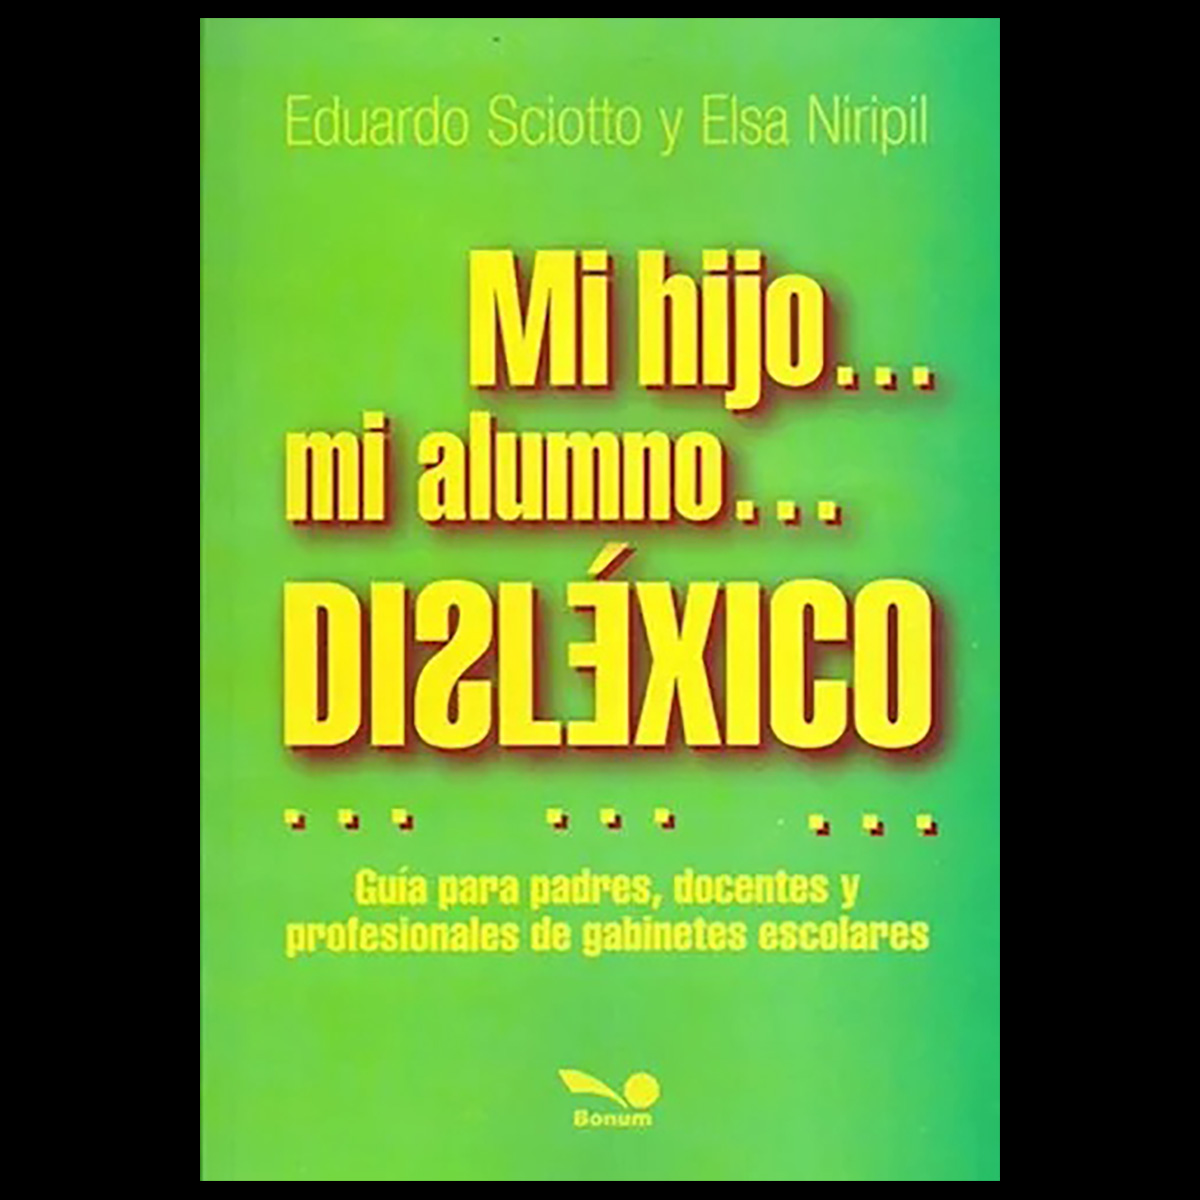 Eduardo Sciotto y Elsa Niripil
Mi hijo...
mi alumno...
DISLÉXICO
... ... ...
Guía para padres, docentes y
profesionales de gabinetes escolares
Bonum